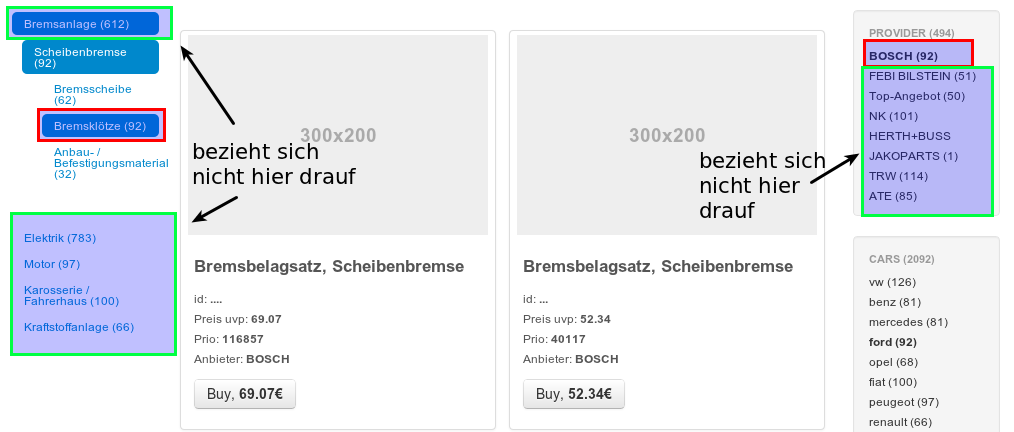 Bremsanlage (612)
Scheibenbremse
(92)
Bremsscheibe
(62)
Bremsklötze (92)
Anbau- /
Befestigungsmaterial
(32)
Elektrik (783)
Motor (97)
Karosserie /
Fahrerhaus (100)
Kraftstoffanlage (66)
300x200
bezieht sich
nicht hier drauf
Bremsbelagsatz, Scheibenbremse
id: ....
Preis uvp: 69.07
Prio: 116857
Anbieter: BOSCH
Buy, 69.07€
300x200
bezieht sich
nicht hier
drauf
Bremsbelagsatz, Scheibenbremse
id: ...
Preis uvp: 52.34
Prio: 40117
Anbieter: BOSCH
Buy, 52.34€
PROVIDER (494)
BOSCH (92)
FEBI BILSTEIN (51)
Top-Angebot (50)
NK (101)
HERTH+BUSS
JAKOPARTS (1)
TRW (114)
ATE (85)
CARS (2092)
vw (126)
benz (81)
mercedes (81)
ford (92)
opel (68)
fiat (100)
peugeot (97)
renault (66)